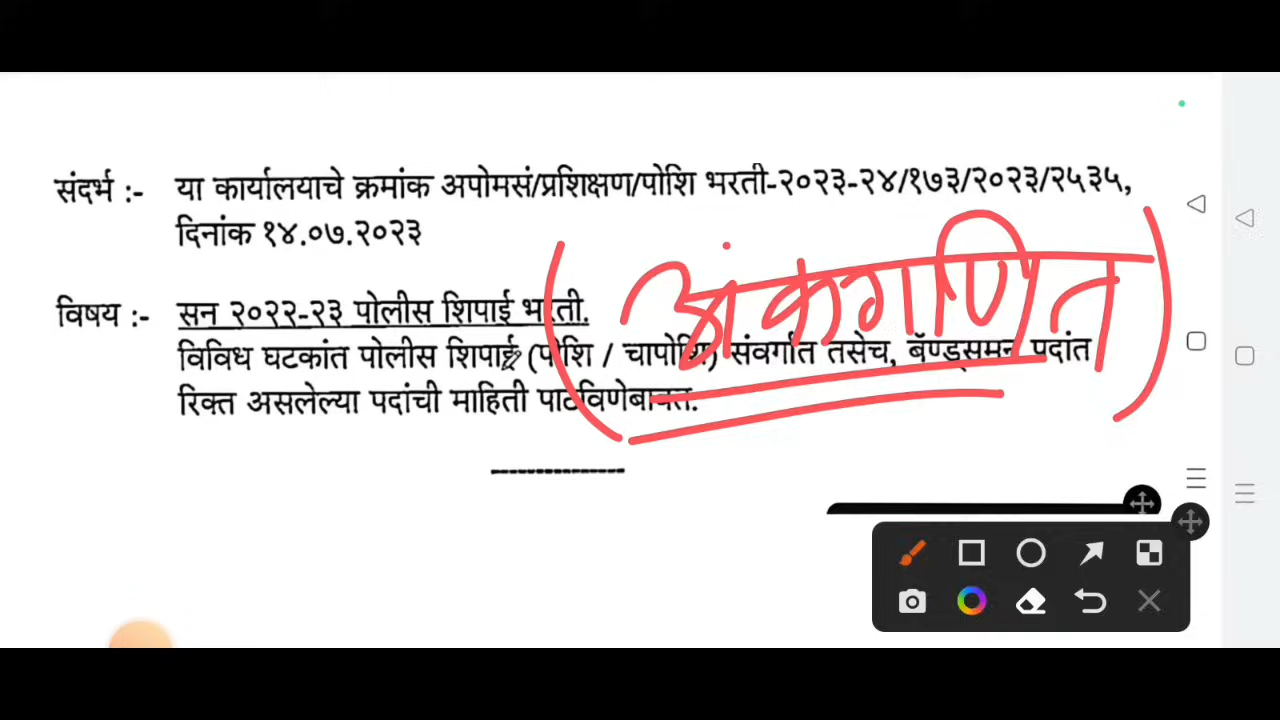 संदर्भ :- या कार्यालयाचे क्रमांक अपोमसं/प्रशिक्षण/पोशि भरती-२०२३-२४/१७३/२०२३/२५३५,
दिनांक १४.०७.२०२३
विषय :- सन २०२२-२३ पोलीस शिपाई भरती.
विविध घटकांत पोलीस शिपाई (पोशि / चापोशि) संवर्गात तसेच, बॅण्ड्समन पदांत
रिक्त असलेल्या पदांची माहिती पाठविणेबाबत.
(अंकगणित)